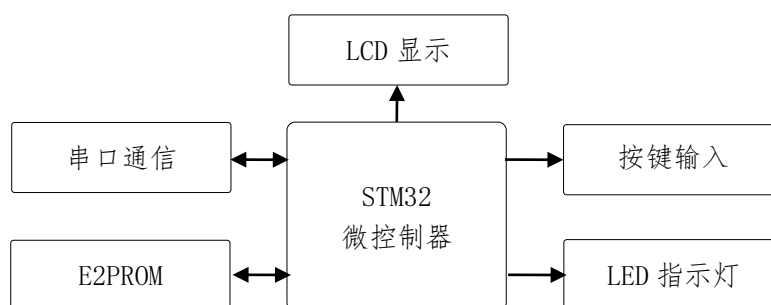 LCD 显示
串口通信
STM32
微控制器
按键输入
E2PROM
LED 指示灯